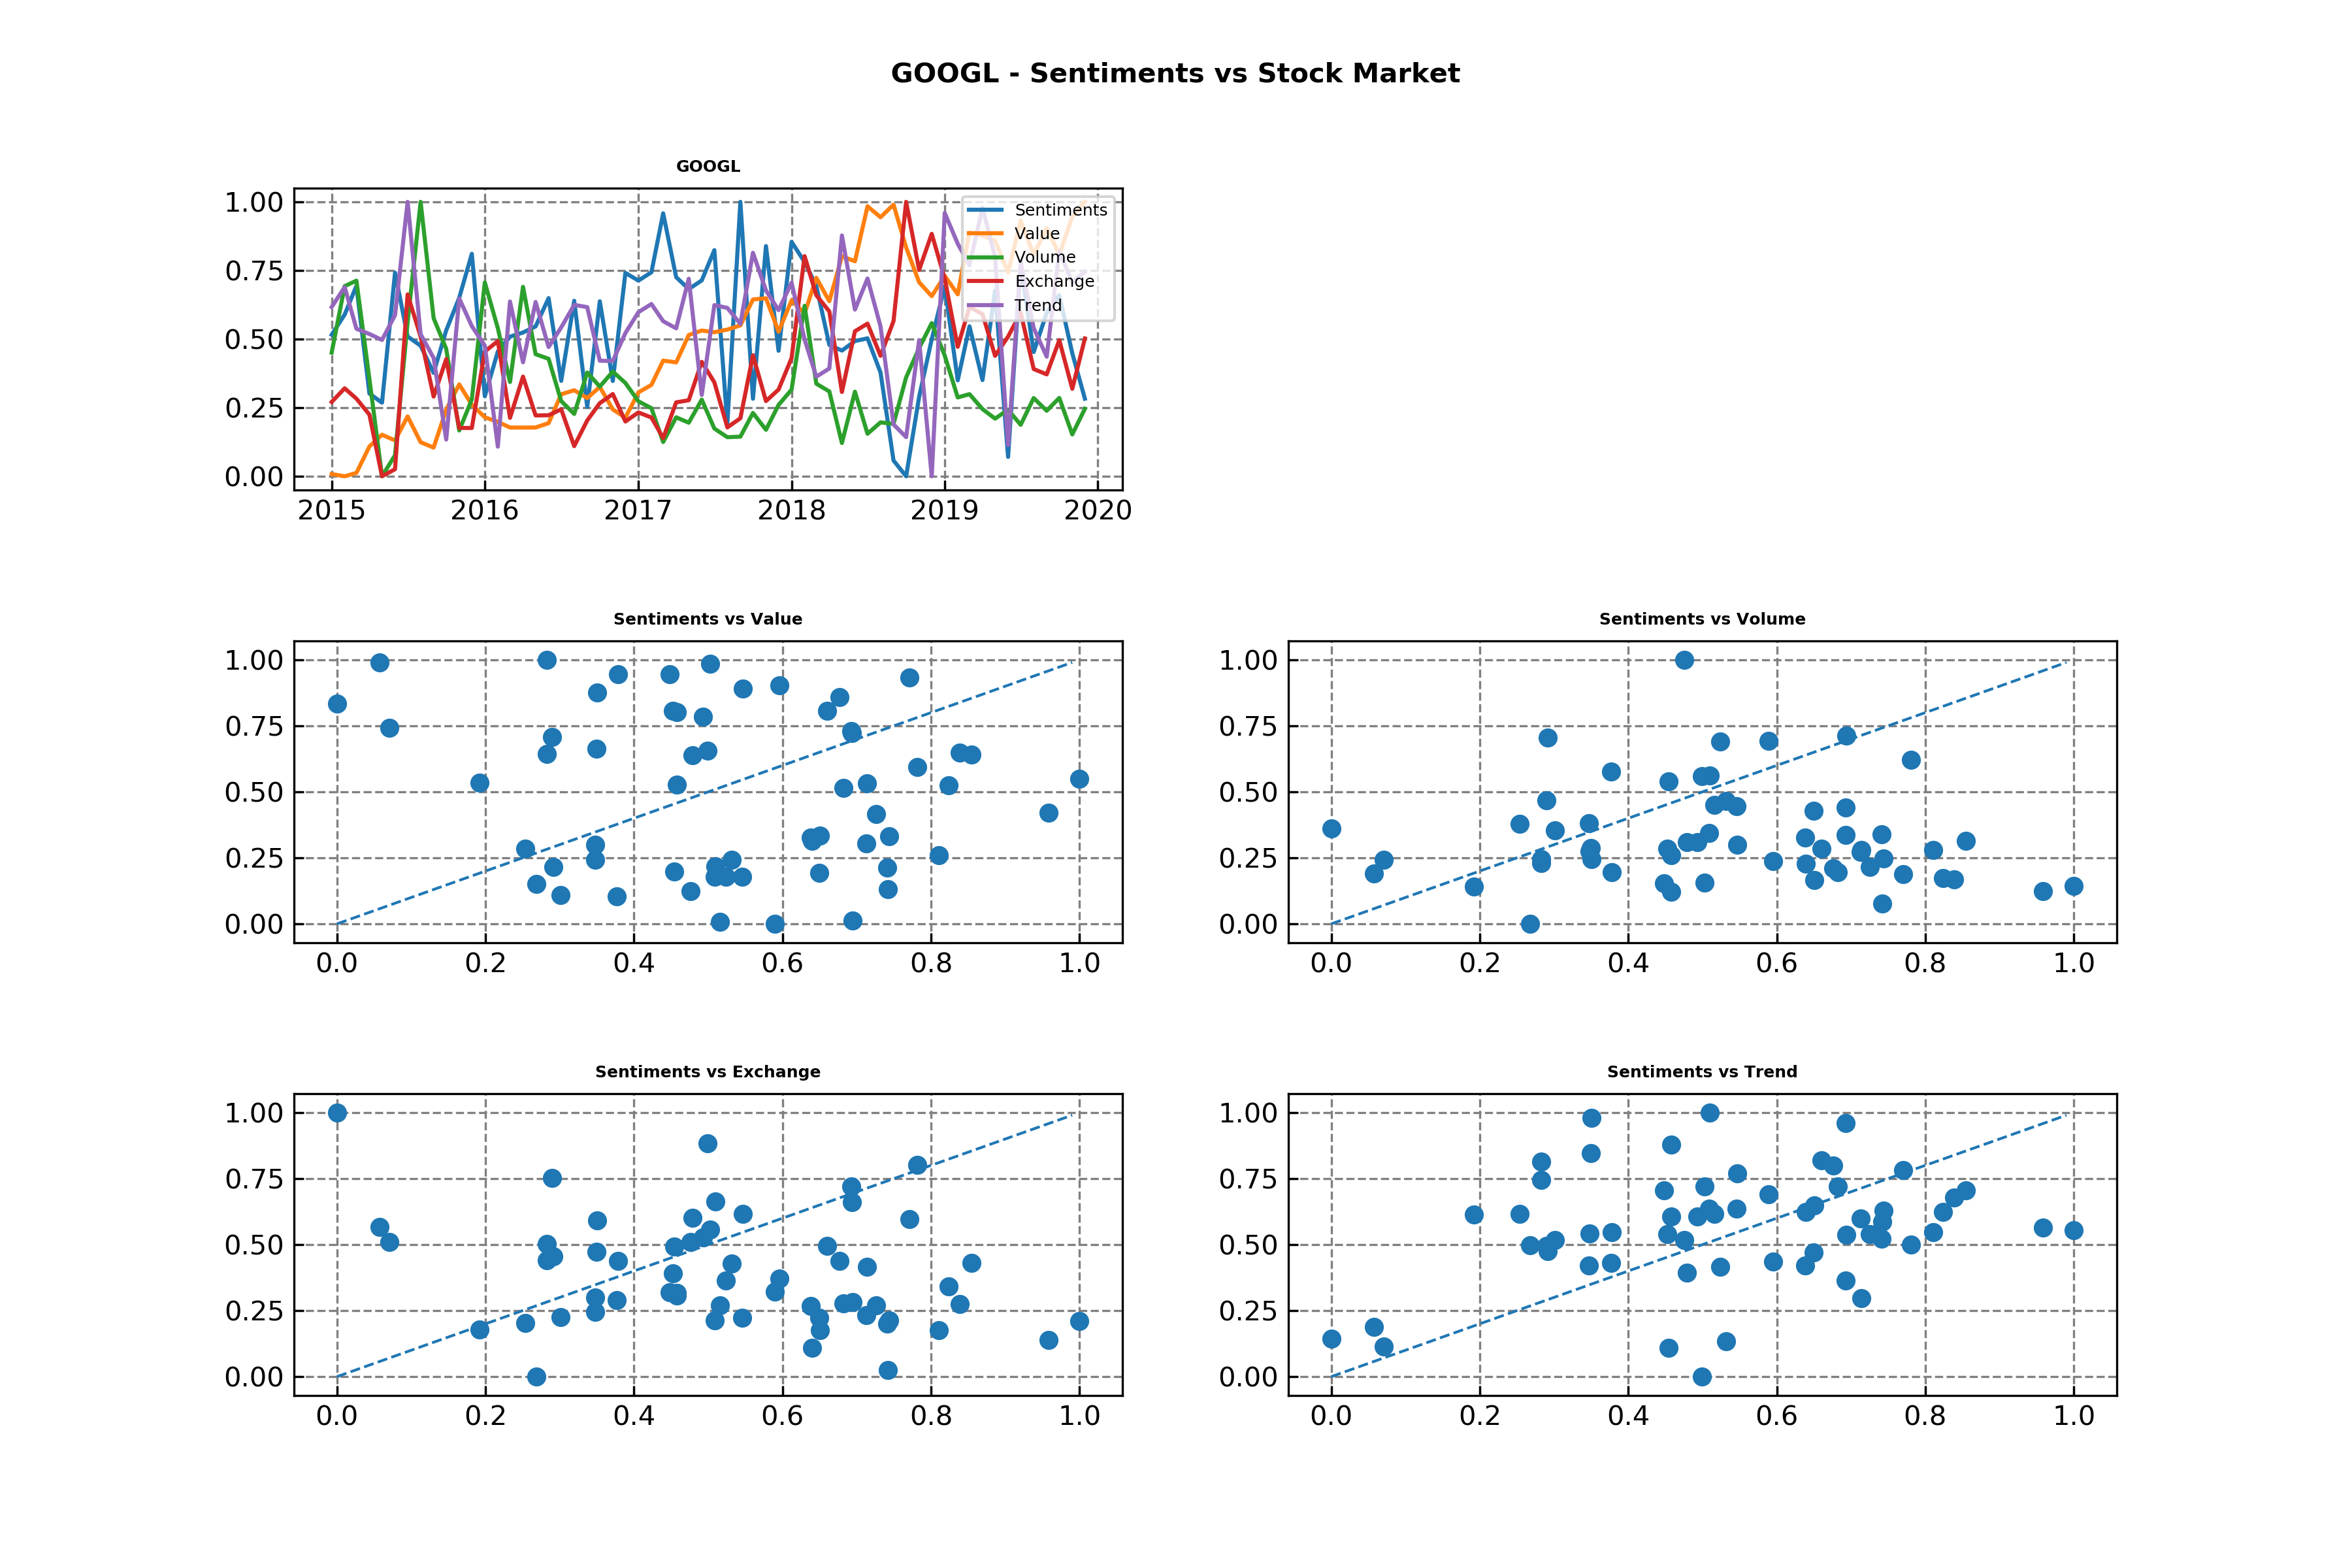 GOOGL - Sentiments vs Stock Market
GOOGL
1.00
0.75
0.50
0.25
0.00
Sentiments
Value
Volume
Exchange
Trend
2015 2016 2017 2018 2019 2020
Sentiments vs Value
1.00
0.75
0.50
0.25
0.00
0.0 0.2 0.4 0.6 0.8 1.0
Sentiments vs Volume
1.00
0.75
0.50
0.25
0.00
0.0 0.2 0.4 0.6 0.8 1.0
Sentiments vs Exchange
1.00
0.75
0.50
0.25
0.00
0.0 0.2 0.4 0.6 0.8 1.0
Sentiments vs Trend
1.00
0.75
0.50
0.25
0.00
0.0 0.2 0.4 0.6 0.8 1.0